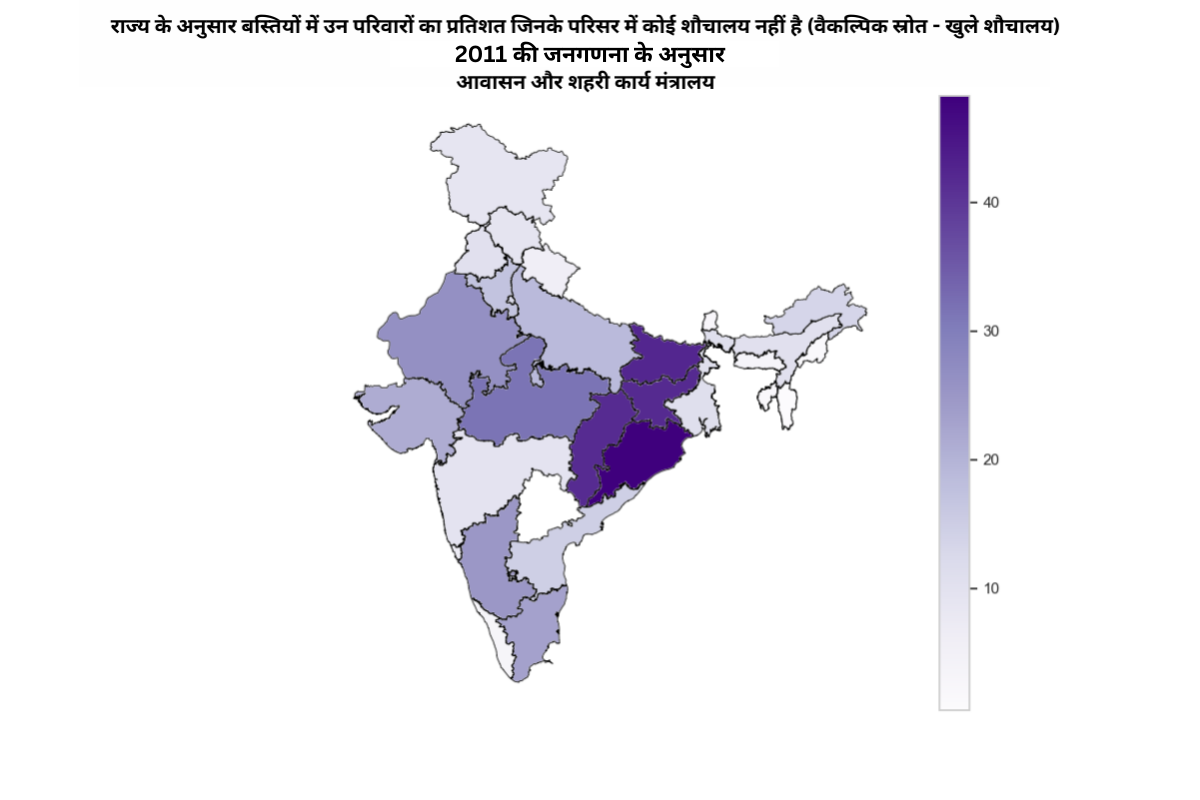 राज्य के अनुसार बस्तियों में उन परिवारों का प्रतिशत जिनके परिसर में कोई शौचालय नहीं है (वैकल्पिक स्रोत - खुले शौचालय)
2011 की जनगणना के अनुसार
आवासन और शहरी कार्य मंत्रालय
40
30
20
10